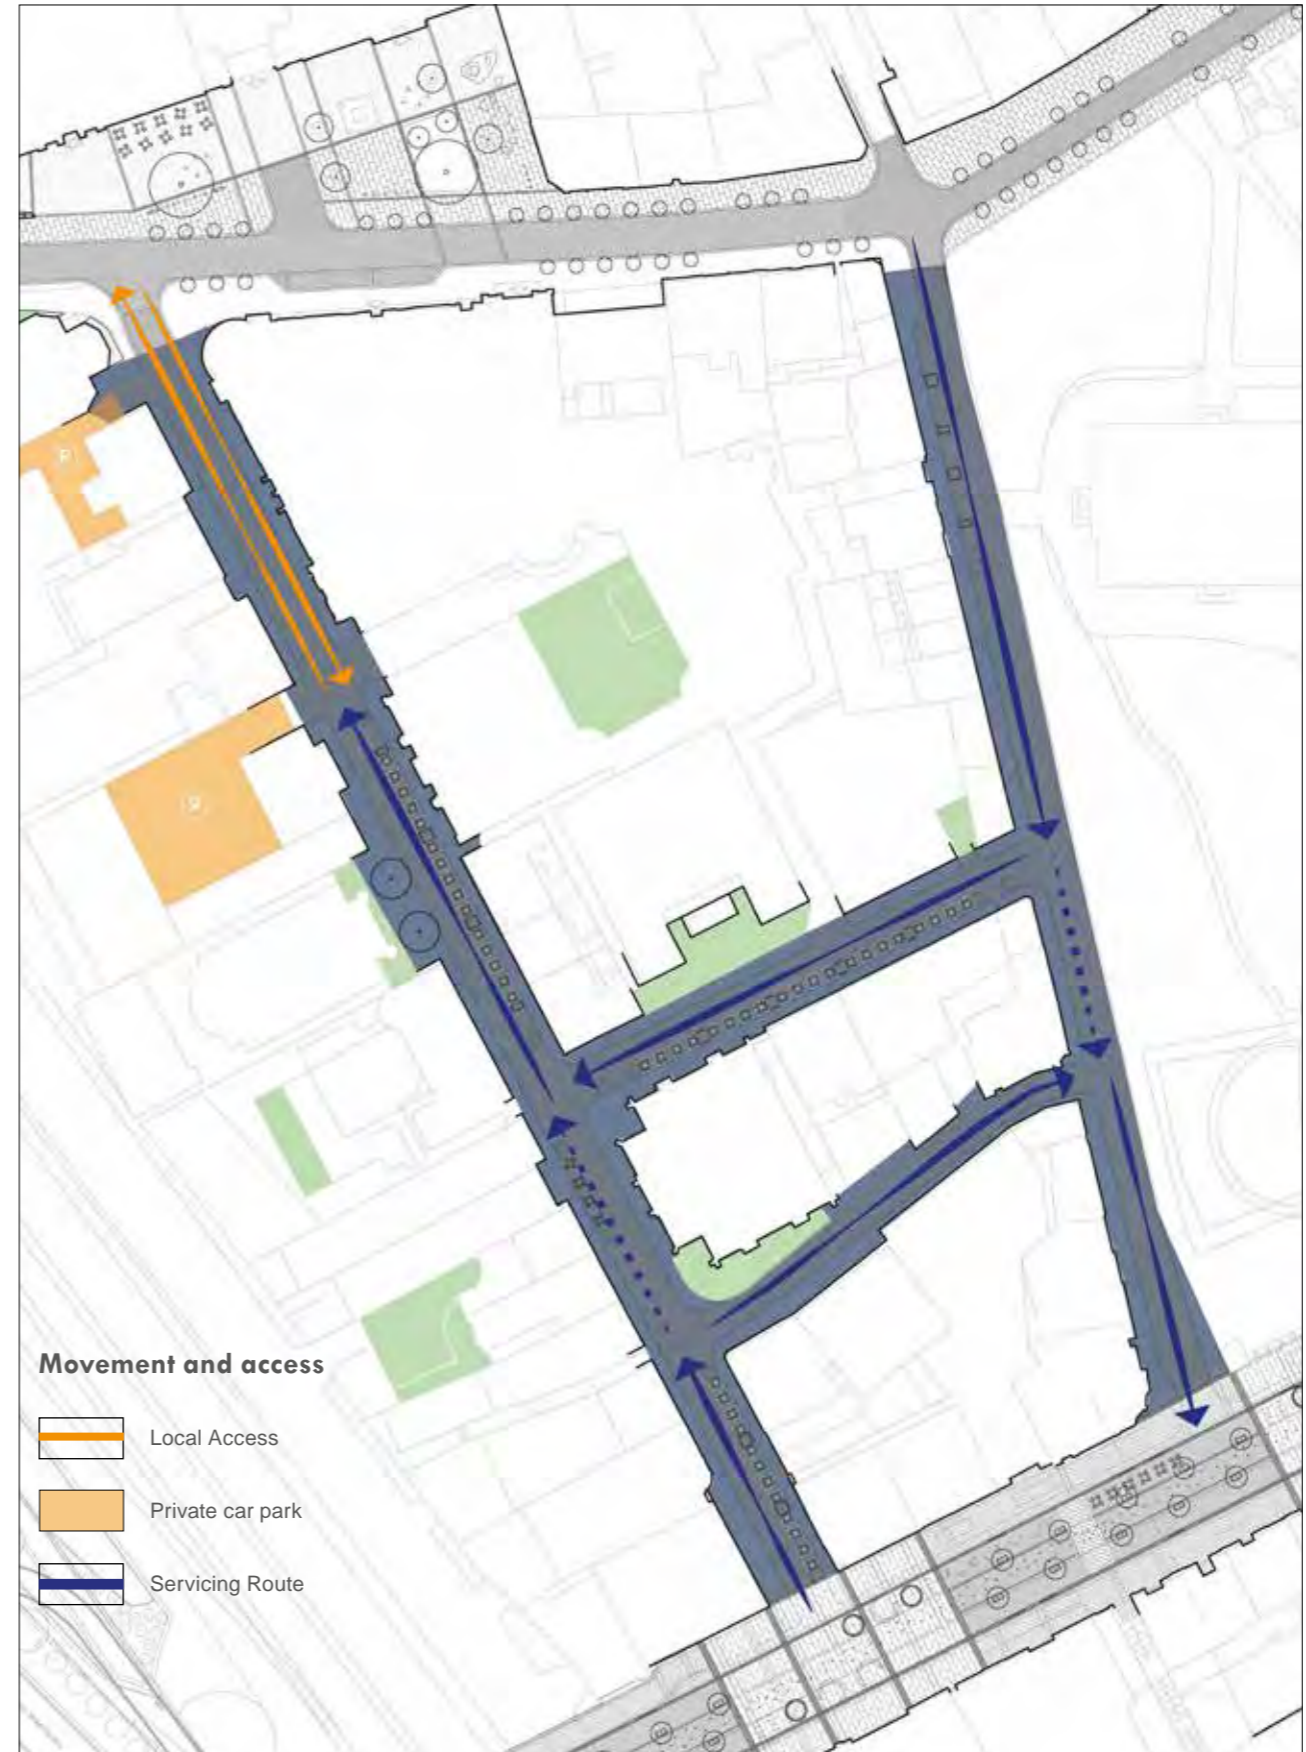 Movement and access
Local Access
Private car park
Servicing Route